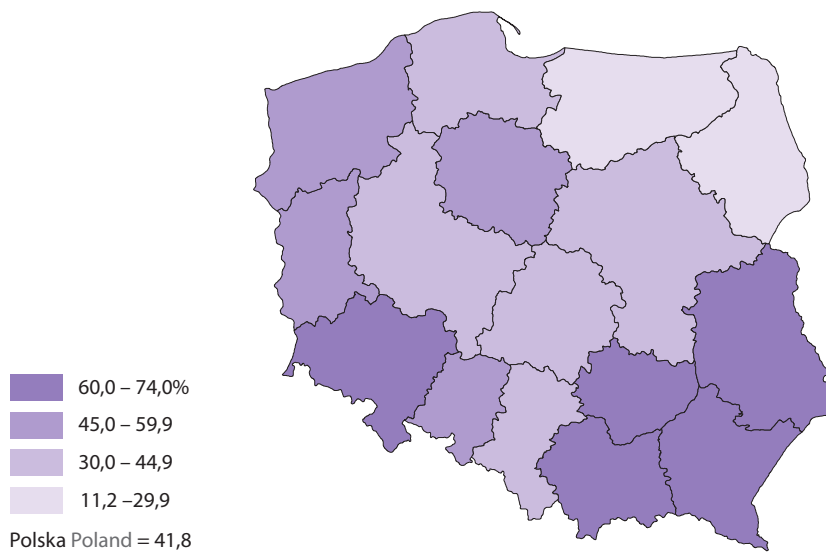 60,0 – 74,0%
45,0 – 59,9
30,0 – 44,9
11,2 –29,9
Polska Poland = 41,8